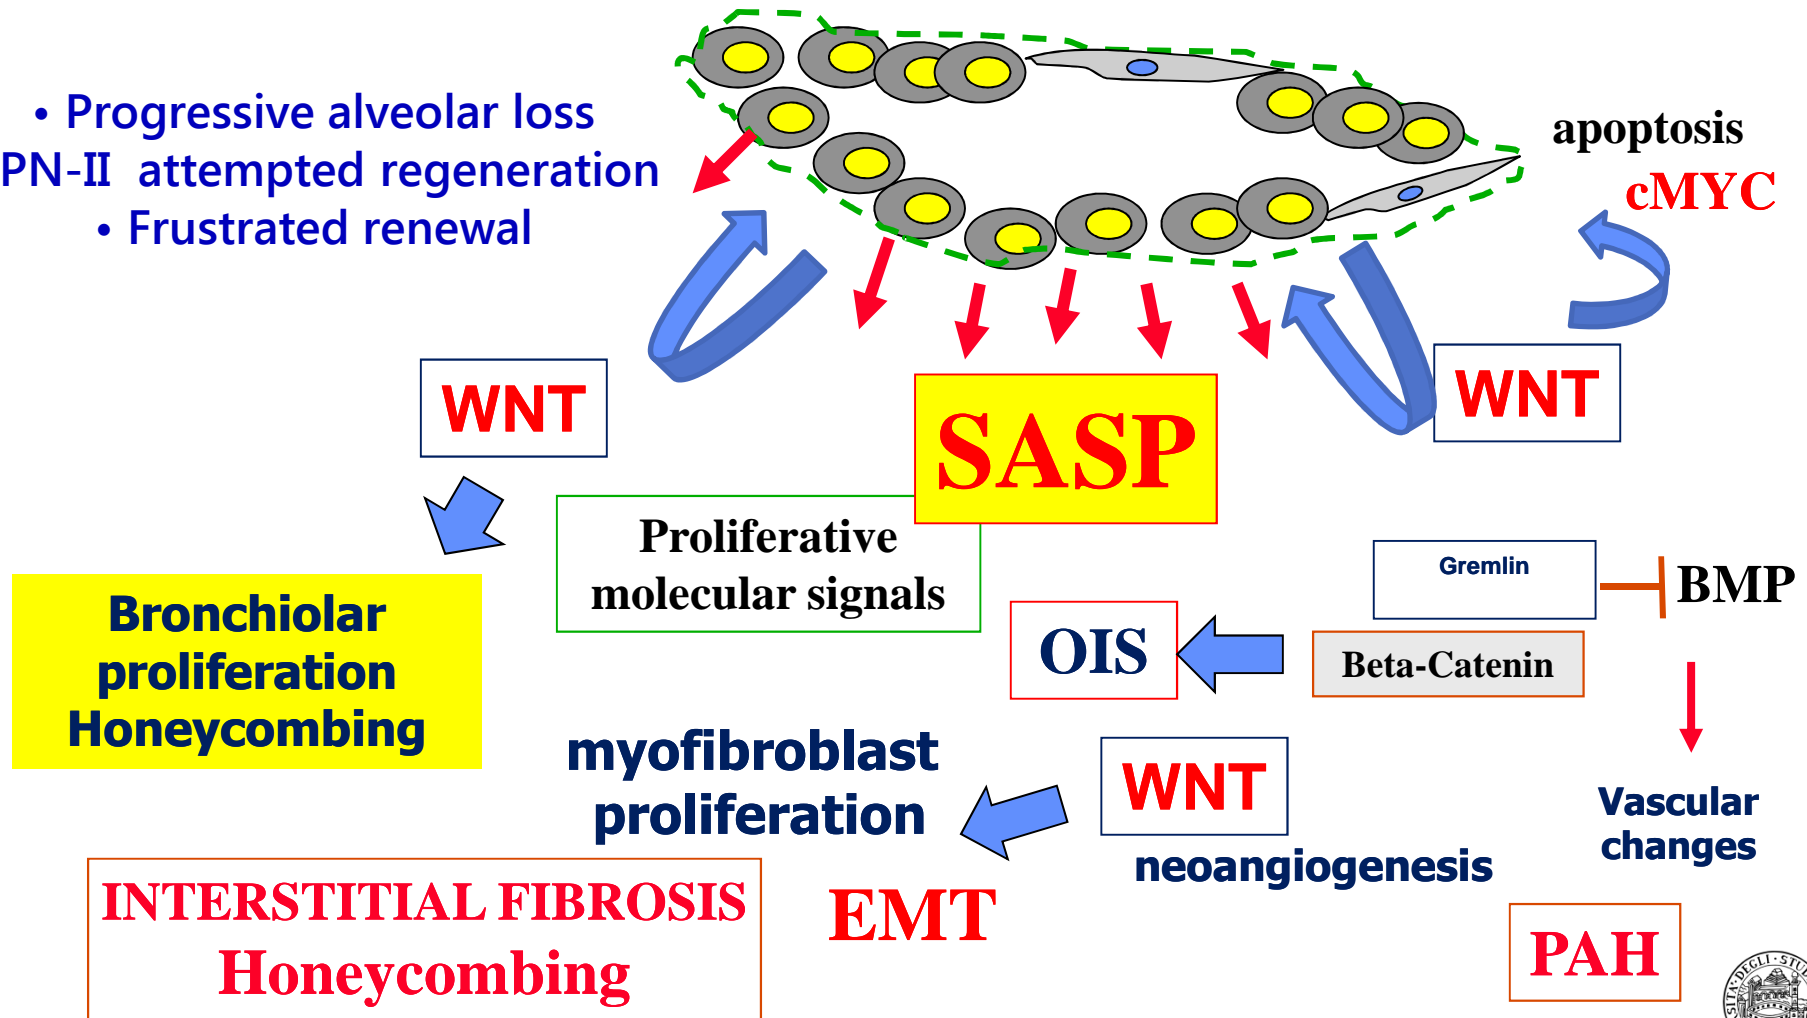 • Progressive alveolar loss
PN-II attempted regeneration
• Frustrated renewal
apoptosis
cMYC
WNT
SASP
WNT
Proliferative
molecular signals
Gremlin
BMP
Bronchiolar
proliferation
Honeycombing
OIS
Beta-Catenin
myofibroblast
proliferation
WNT
neoangiogenesis
Vascular
changes
INTERSTITIAL FIBROSIS
Honeycombing
EMT
PAH